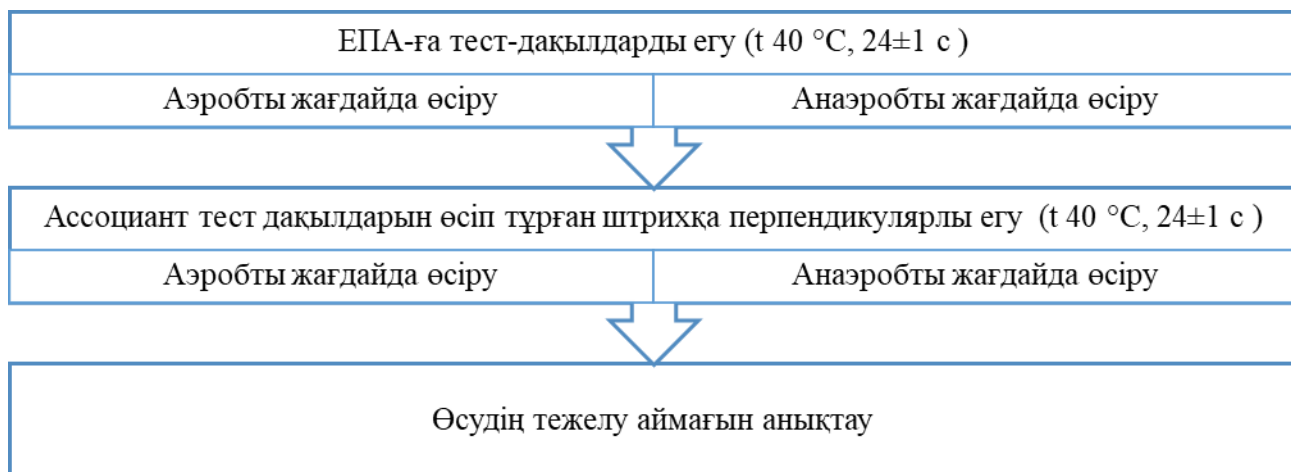 ЕПА-ға тест-дақылдарды егу (t 40 °C, 24±1 с )
Аэробты жағдайда өсіру
Анаэробты жағдайда өсіру
Ассоциант тест дақылдарын өсіп тұрған штрихқа перпендикулярлы егу (t 40 °C, 24±1 с )
Аэробты жағдайда өсіру
Анаэробты жағдайда өсіру
Өсудің тежелу аймағын анықтау